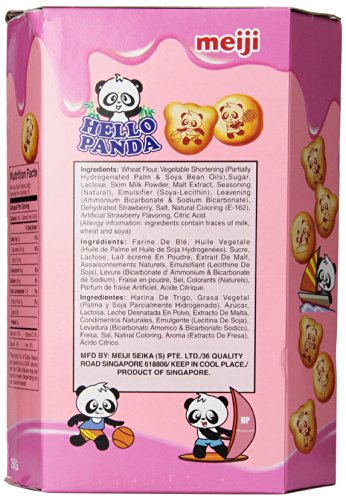 meiji
HELLO
PANDA
Nutrition Facts
Ingredients: Wheat Flour, Vegetable Shortening (Partially
Hydrogenated Palm & Soya Bean Oils),Sugar,
Lactose, Skim Milk Powder, Malt Extract, Seasoning
(Natural), Emulsifier (Soya-Lecithin), Leavening
(Ammonium Bicarbonate & Sodium Bicarbonate),
Dehydrated Strawberry, Salt, Natural Coloring (E-162),
Artificial Strawberry Flavoring, Citric Acid.
(Allergy information: ingredients contain traces of milk,
wheat and soya)
Ingrédients: Farine De Blé, Huile Vegetale
(Huile de Palme et Huile de Soja Hydrogenées), Sucre,
Lactose, Lait écrémé En Poudre, Extrait De Malt,
Assaisonnements Naturels, Emulsifiant (Lecithine De
Soja), Levure (Bicarbonate d' Ammonium & Bicarbonate
de Sodium), Fraise en poudre, Sel, Colorants (Naturels),
Parfum de fraise Artificiel, Acide Citrique.
Ingredientes: Harina De Trigo, Grasa Vegetal
(Palma y Soja Parcialmente Hidrogenado), Azúcar,
Lactosa, Leche Desnatada En Polvo, Extracto De Malta,
Condimentos Naturales, Emulgente (Lecitina De Soja),
Levadura (Bicarbonato Amonico & Bicarbonato Sodico),
Fresa, Sal, Natiral Coloring, Aroma (Extracto De Fresa),
Acido Citrico.
MFD BY: MEIJI SEIKA (S) PTE. LTD./36 QUALITY
ROAD SINGAPORE 618806/ KEEP IN COOL PLACE./
PRODUCT OF SINGAPORE.
HP